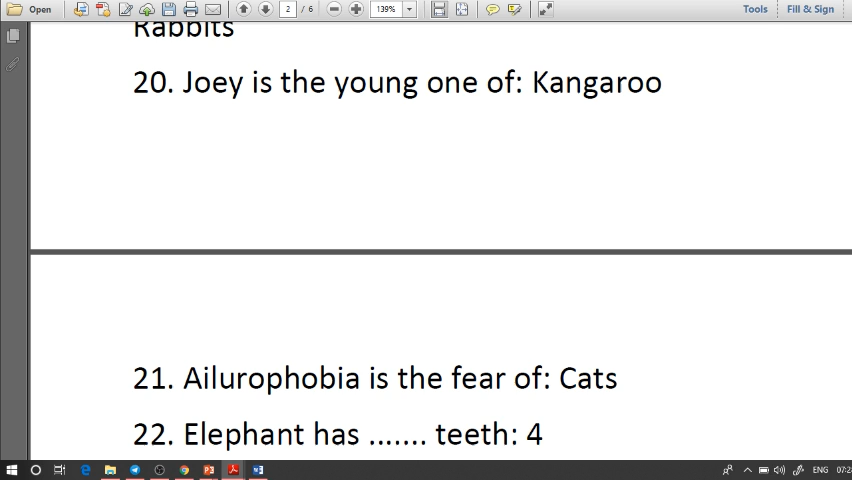 Open 2 / 6 139% Tools Fill & Sign
Rabbits
20. Joey is the young one of: Kangaroo
21. Ailurophobia is the fear of: Cats
22. Elephant has ....... teeth: 4
ENG